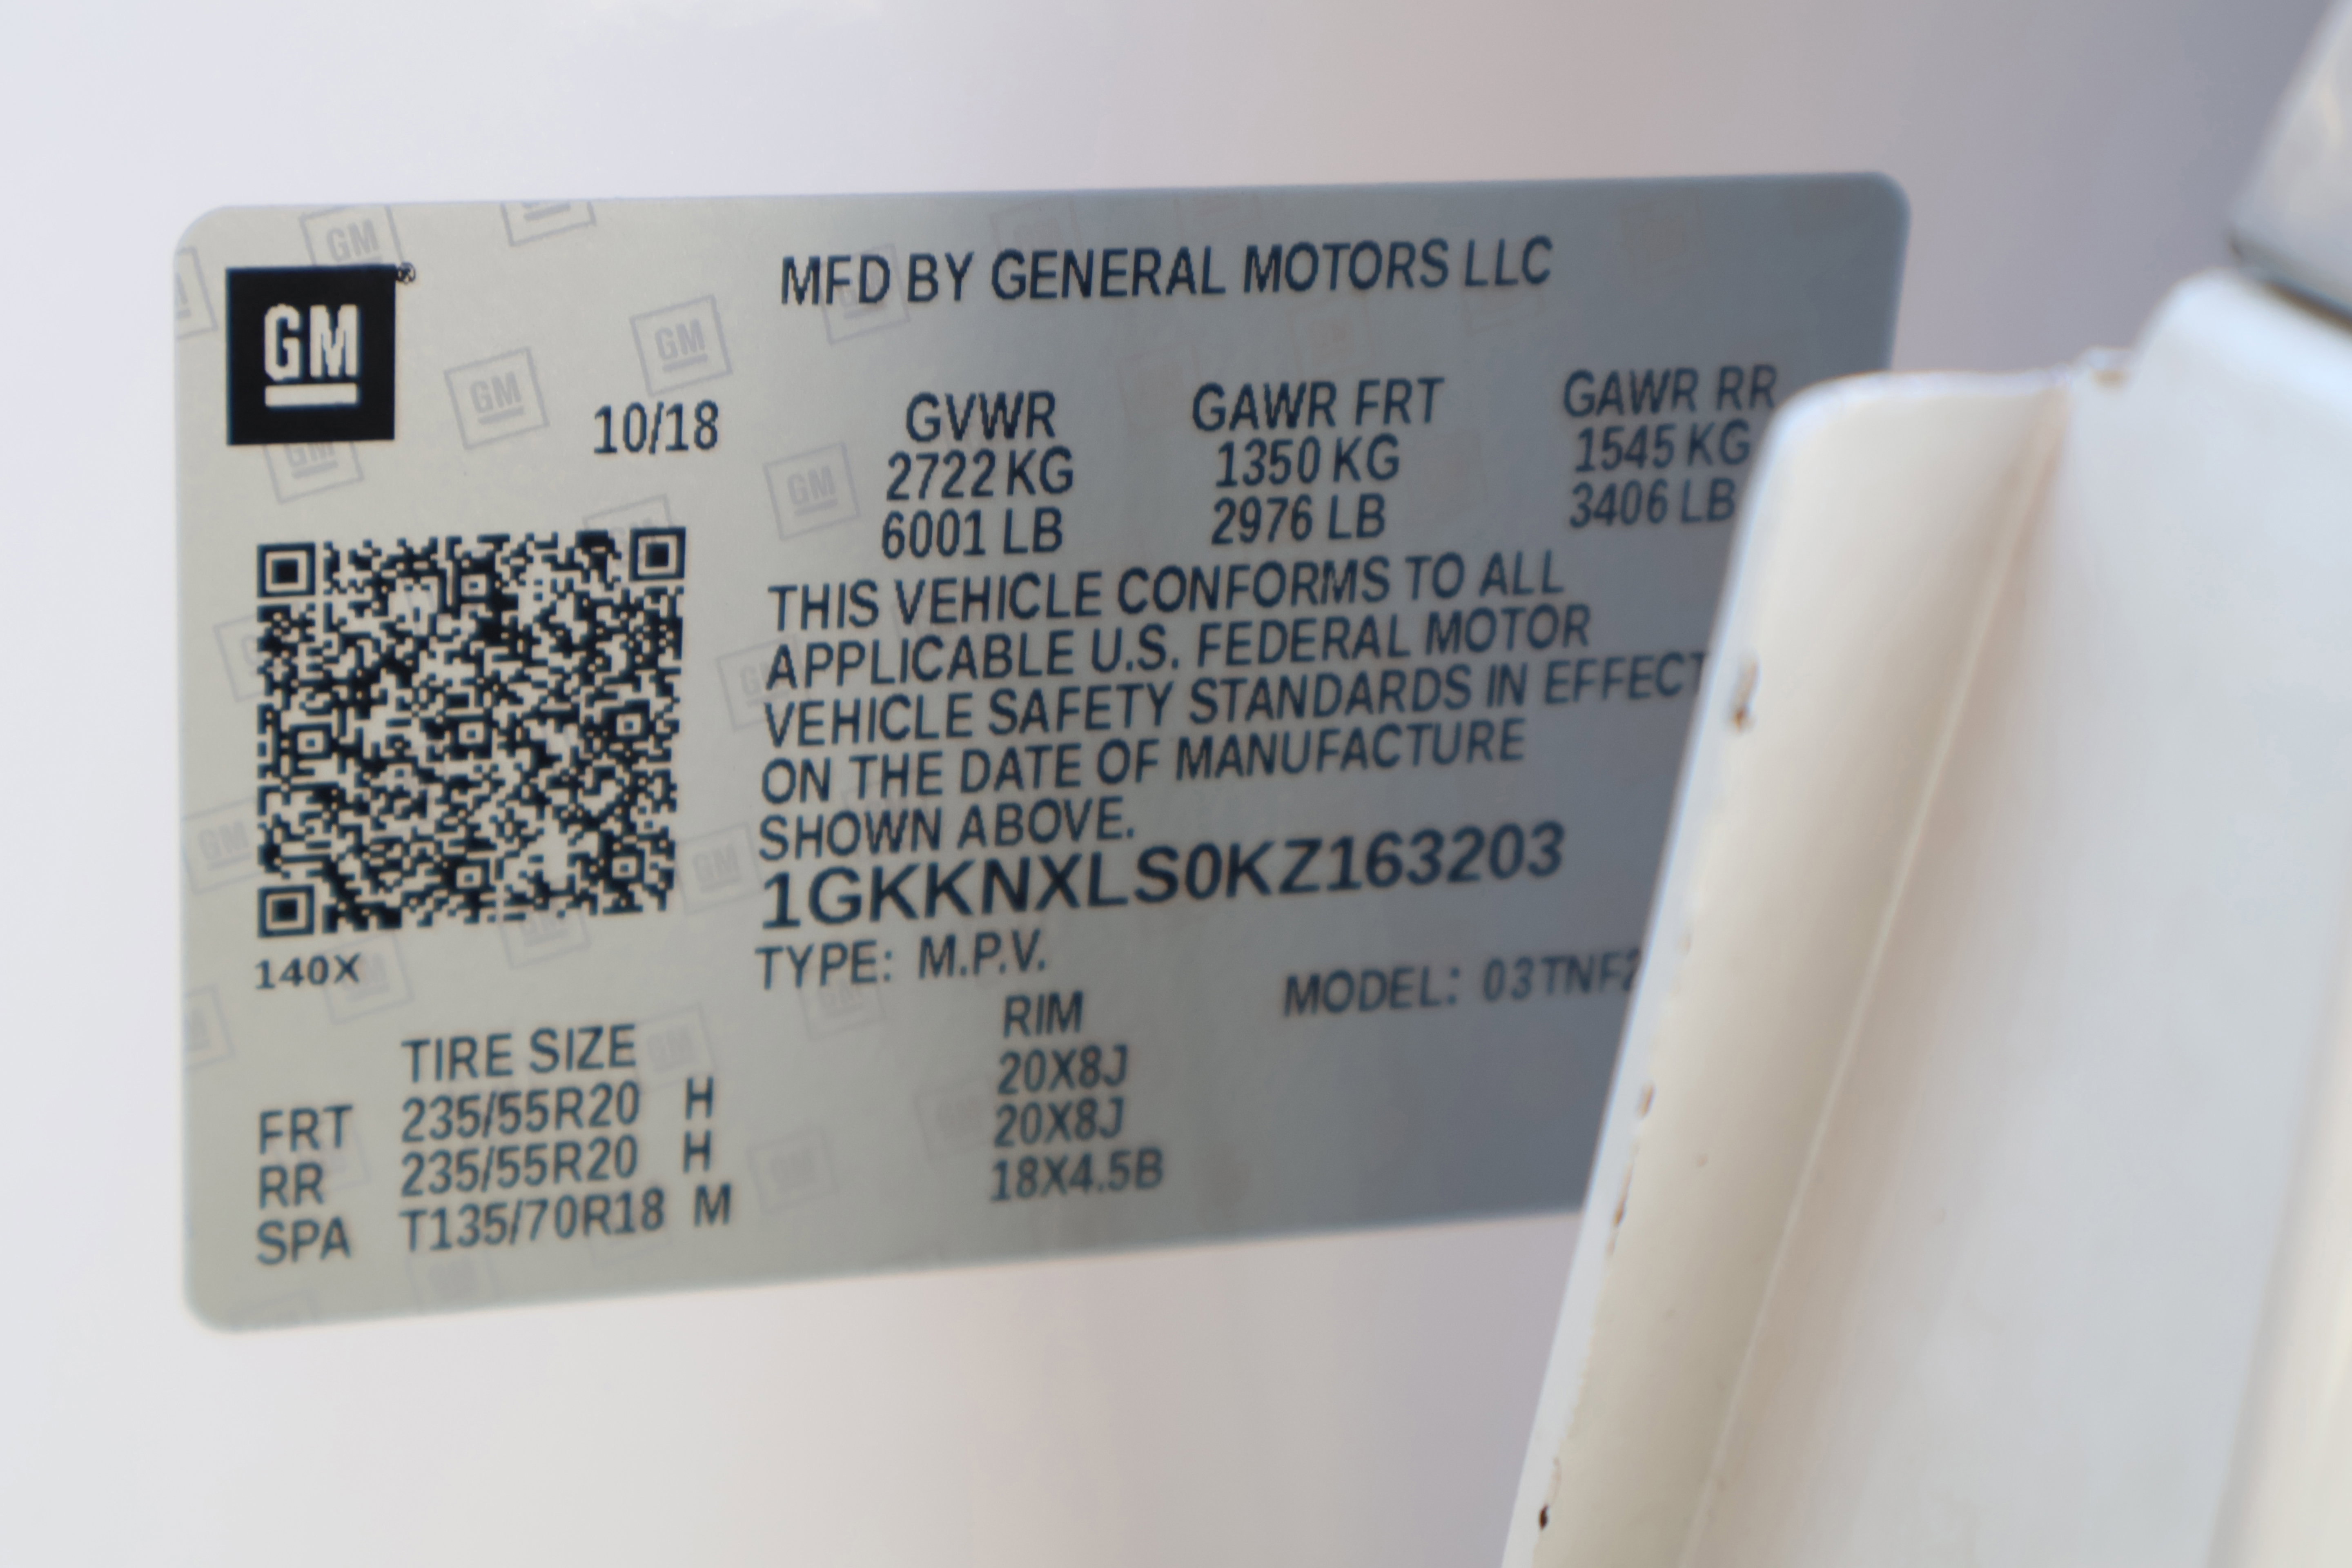 GM®
MFD BY GENERAL MOTORS LLC
10/18
GVWR GAWR FRT GAWR RR
2722 KG 1350 KG 1545 KG
6001 LB 2976 LB 3406 LB
THIS VEHICLE CONFORMS TO ALL
APPLICABLE U.S. FEDERAL MOTOR
VEHICLE SAFETY STANDARDS IN EFFECT
ON THE DATE OF MANUFACTURE
SHOWN ABOVE.
1GKKNXLS0KZ163203
140X
TYPE: M.P.V. MODEL: 03TNF2
TIRE SIZE RIM
FRT 235/55R20 H 20X8J
RR 235/55R20 H 20X8J
SPA T135/70R18 M 18X4.5B